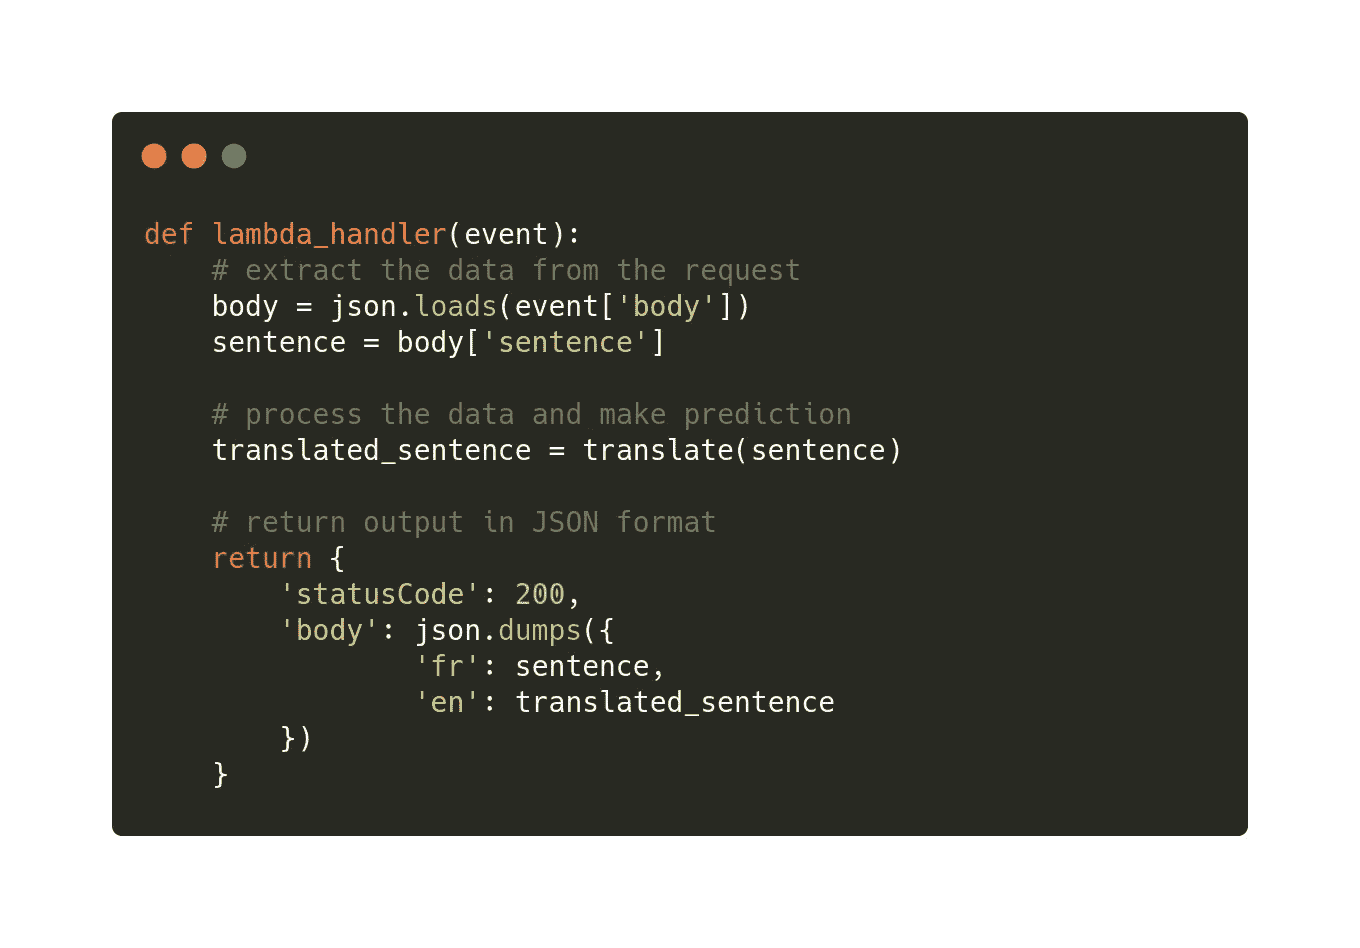 def lambda_handler(event):
    # extract the data from the request
    body = json.loads(event['body'])
    sentence = body['sentence']

    # process the data and make prediction
    translated_sentence = translate(sentence)

    # return output in JSON format
    return {
        'statusCode': 200,
        'body': json.dumps({
                'fr': sentence,
                'en': translated_sentence
        })
    }